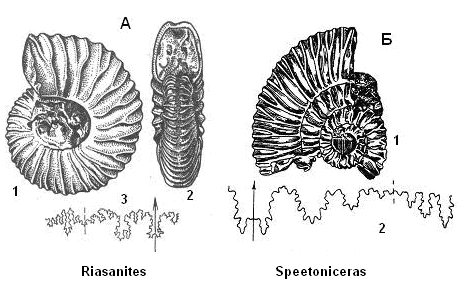 А
Б
1
2
3
1
2
Riasanites
Speetoniceras